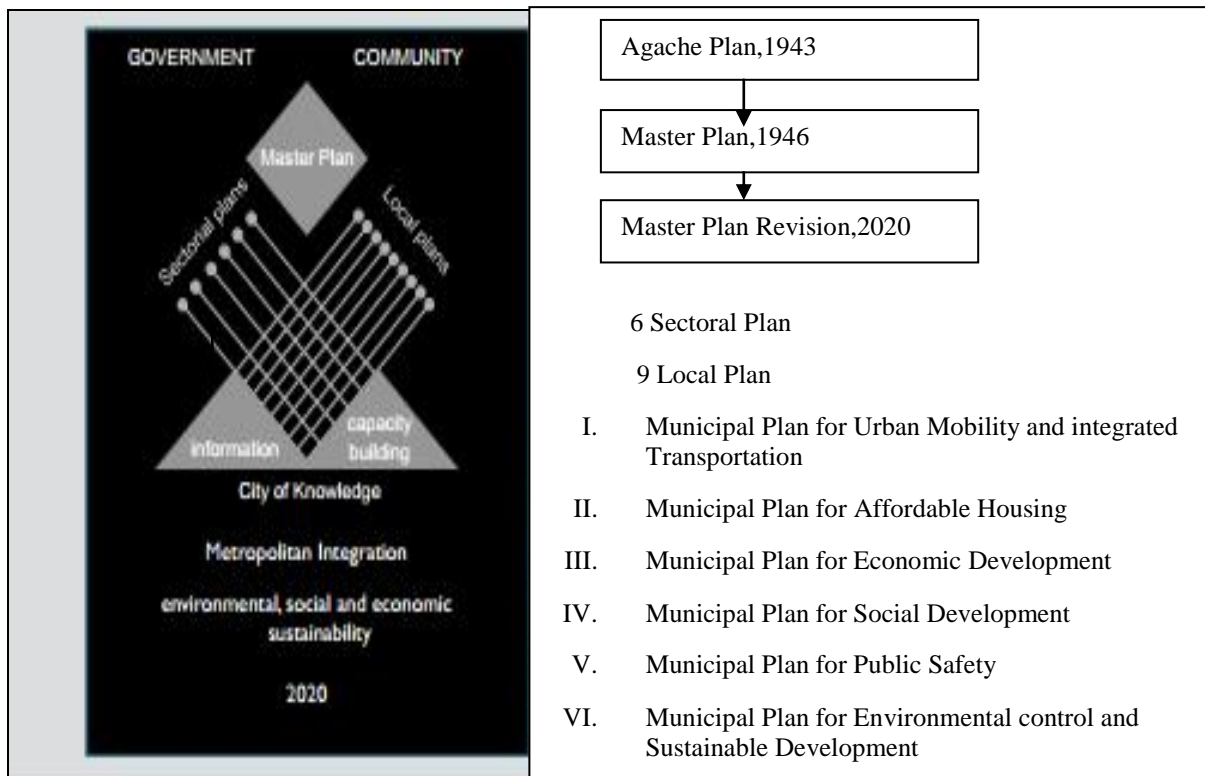 GOVERNMENT COMMUNITY
Master Plan
Sectorial plans
Local plans
information
capacity
building
City of Knowledge
Metropolitan Integration
environmental, social and economic
sustainability
2020
Agache Plan,1943
Master Plan,1946
Master Plan Revision,2020
6 Sectoral Plan
9 Local Plan
I. Municipal Plan for Urban Mobility and integrated
Transportation
II. Municipal Plan for Affordable Housing
III. Municipal Plan for Economic Development
IV. Municipal Plan for Social Development
V. Municipal Plan for Public Safety
VI. Municipal Plan for Environmental control and
Sustainable Development